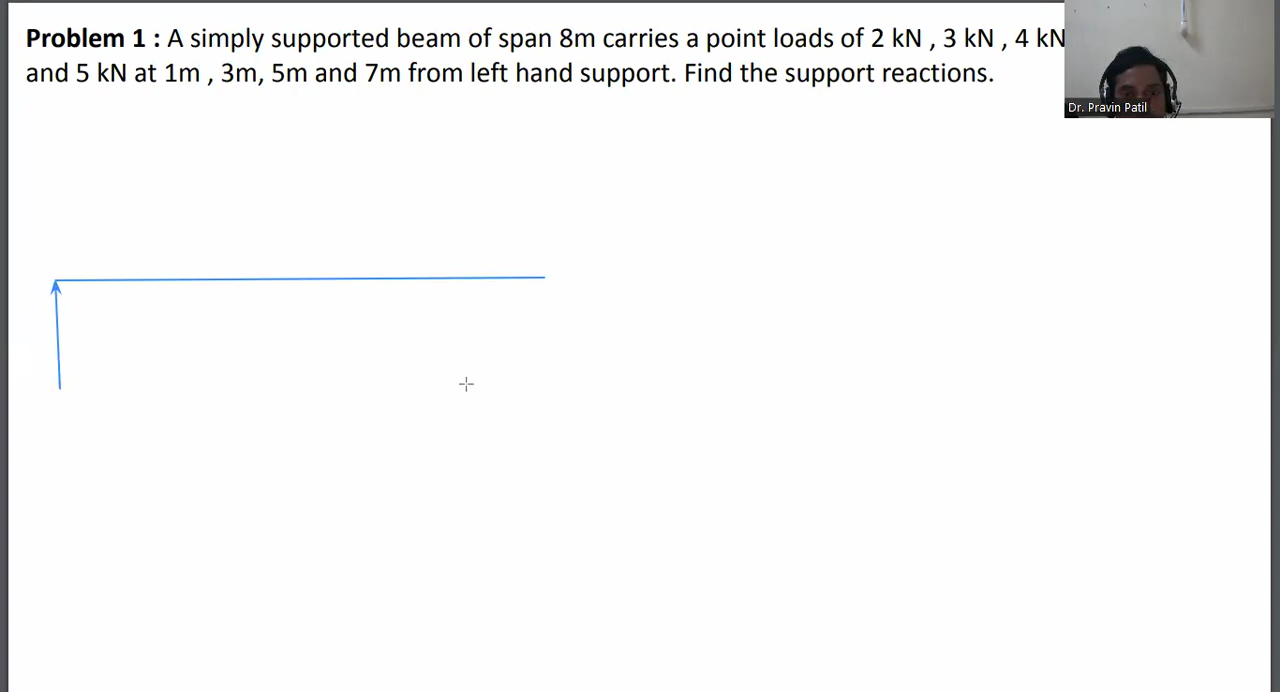 Problem 1 : A simply supported beam of span 8m carries a point loads of 2 kN , 3 kN , 4 kN
and 5 kN at 1m , 3m, 5m and 7m from left hand support. Find the support reactions.
Dr. Pravin Patil